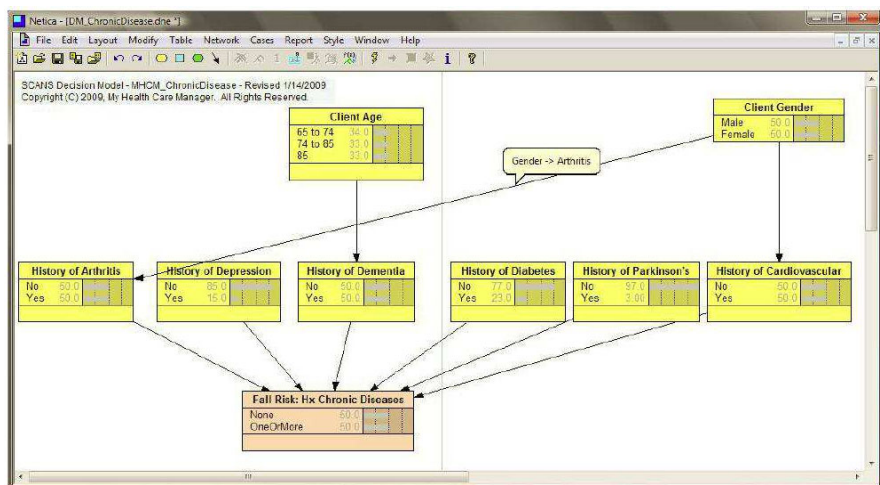 Netica - [DM_ChronicDisease.dne *]
File Edit Layout Modify Table Network Cases Report Style Window Help
SCANS Decision Model - MHCM_ChronicDisease - Revised 1/14/2009
Copyright (C) 2009, My Health Care Manager. All Rights Reserved.
Client Age
65 to 74 34.0
74 to 85 33.0
85 33.0
Client Gender
Male 50.0
Female 50.0
Gender -> Arthritis
History of Arthritis
No 50.0
Yes 50.0
History of Depression
No 85.0
Yes 15.0
History of Dementia
No 50.0
Yes 50.0
History of Diabetes
No 77.0
Yes 23.0
History of Parkinson's
No 97.0
Yes 3.00
History of Cardiovascular
No 50.0
Yes 50.0
Fall Risk: Hx Chronic Diseases
None 50.0
OneOrMore 50.0